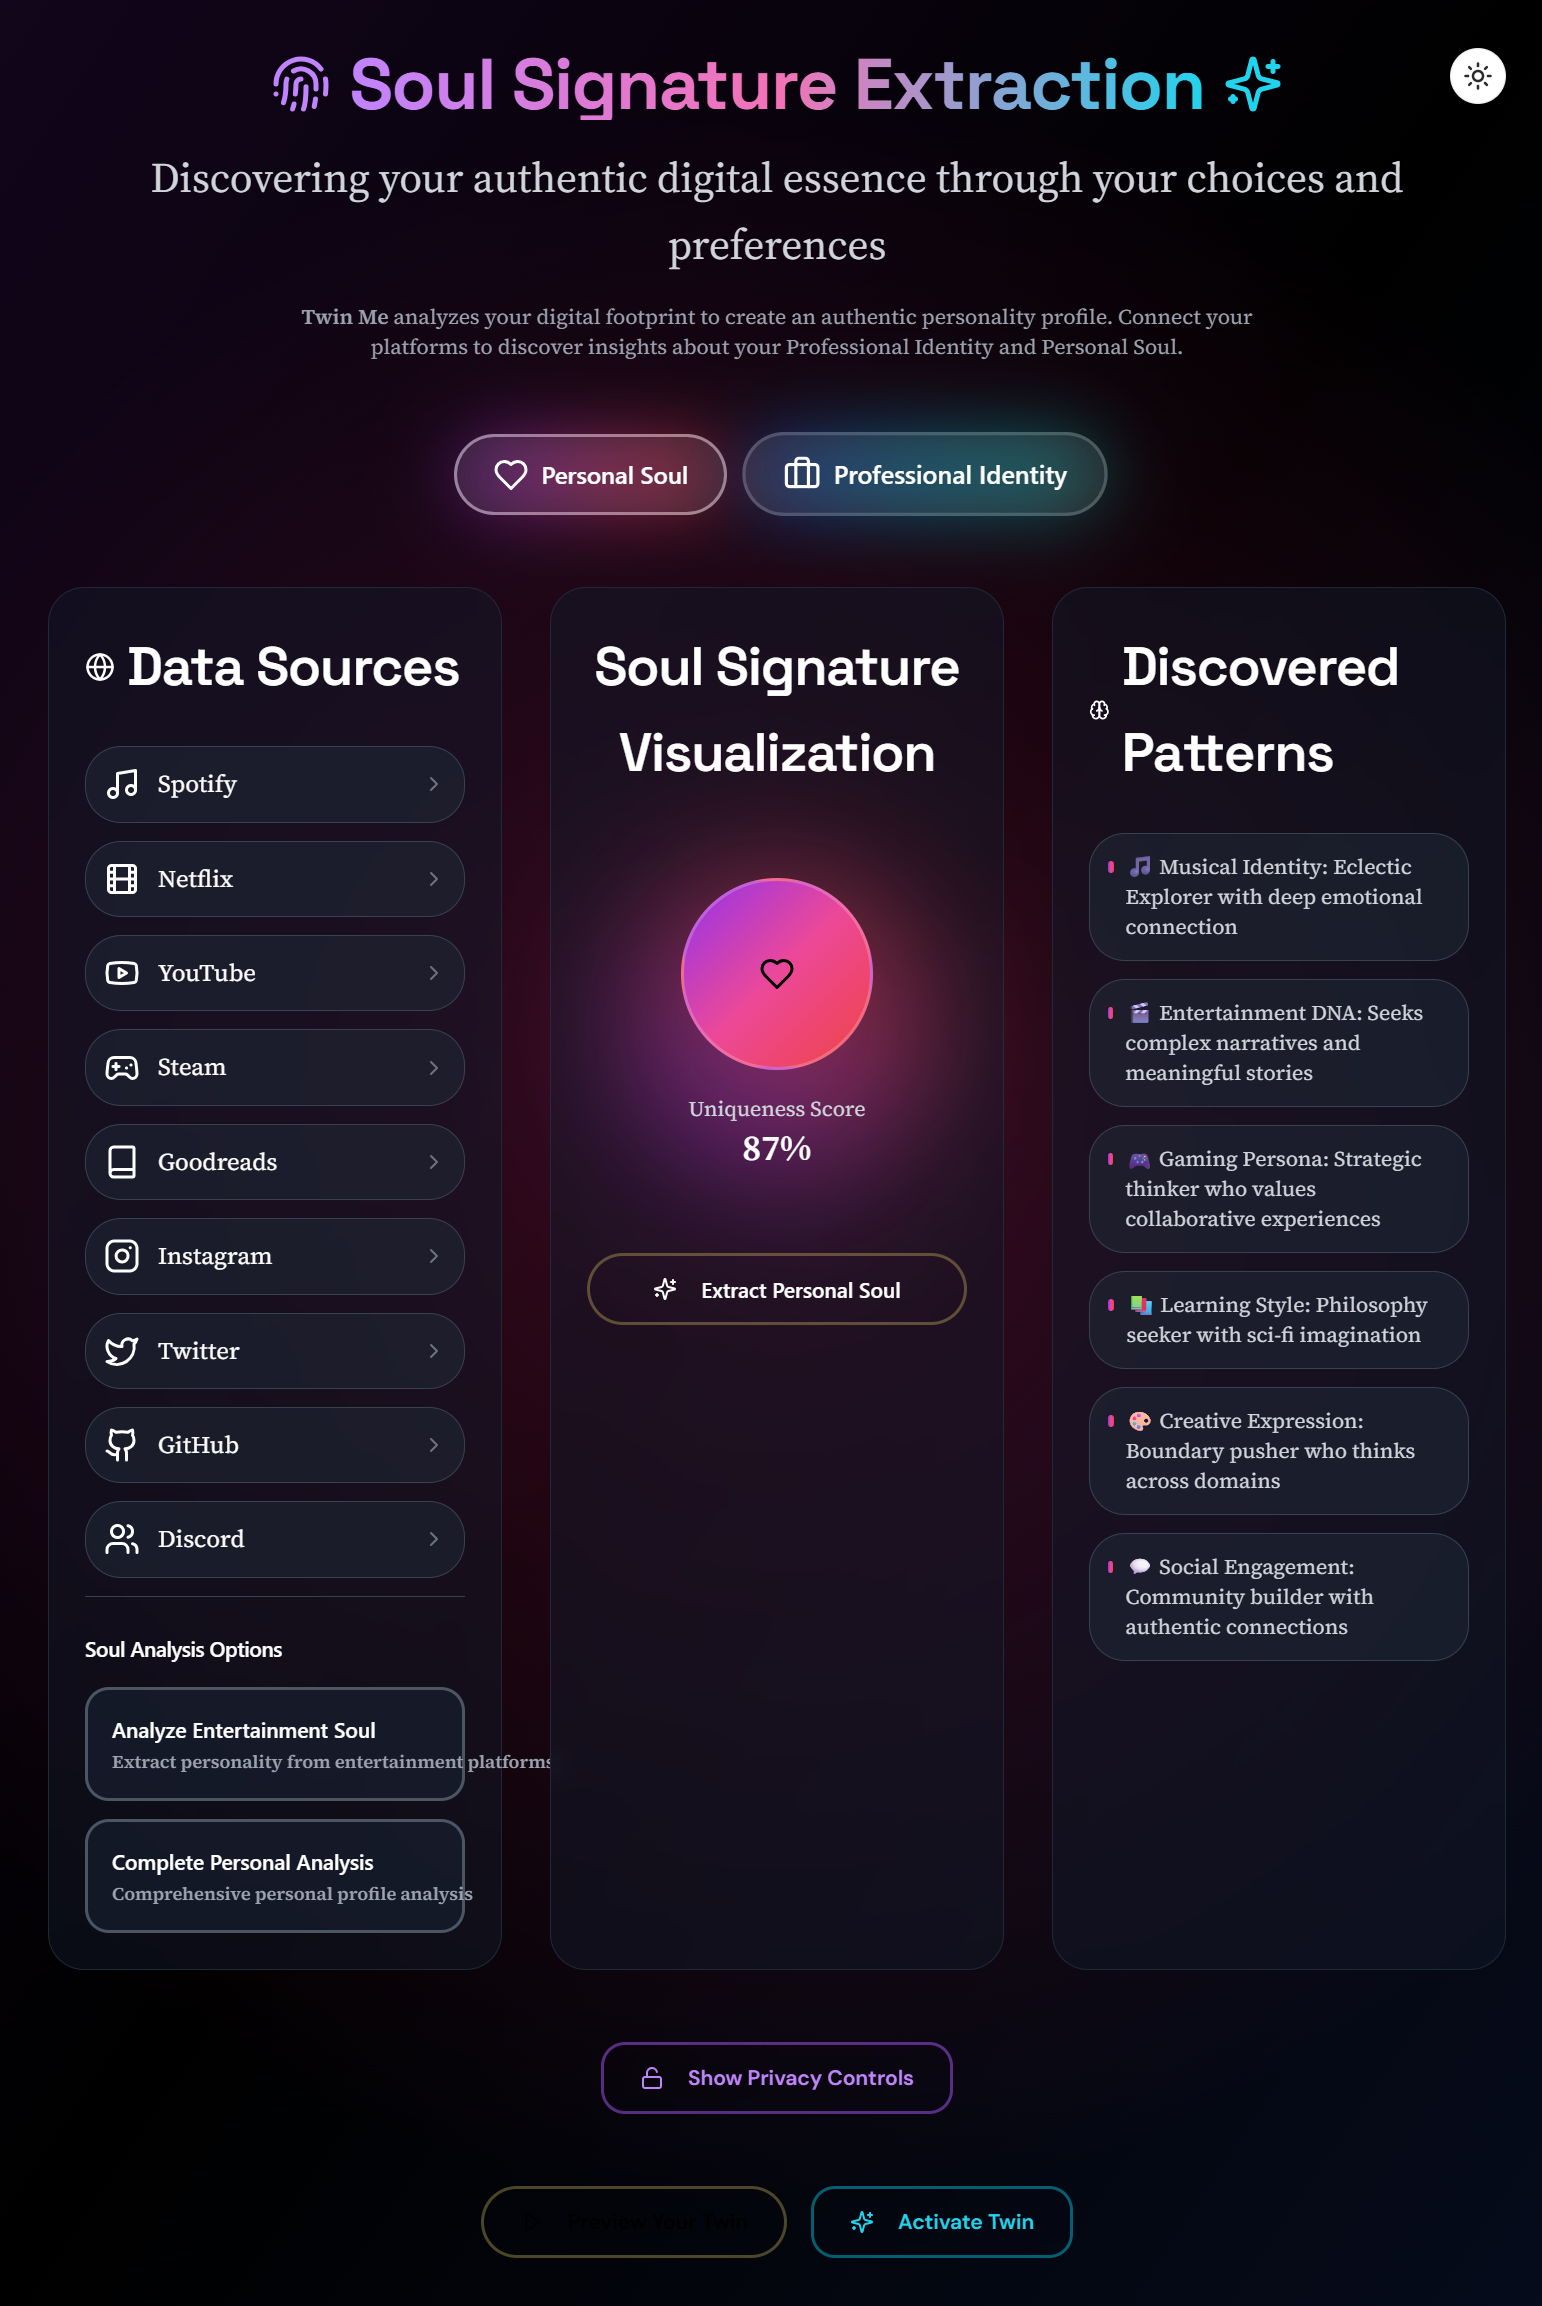 Soul Signature Extraction
Discovering your authentic digital essence through your choices and
preferences
Twin Me analyzes your digital footprint to create an authentic personality profile. Connect your
platforms to discover insights about your Professional Identity and Personal Soul.
Personal Soul
Professional Identity
Data Sources
Spotify
Netflix
YouTube
Steam
Goodreads
Instagram
Twitter
GitHub
Discord
Soul Analysis Options
Analyze Entertainment Soul
Extract personality from entertainment platforms
Complete Personal Analysis
Comprehensive personal profile analysis
Soul Signature
Visualization
Uniqueness Score
87%
Extract Personal Soul
Discovered
Patterns
🎵 Musical Identity: Eclectic
Explorer with deep emotional
connection
🎬 Entertainment DNA: Seeks
complex narratives and
meaningful stories
🎮 Gaming Persona: Strategic
thinker who values
collaborative experiences
📚 Learning Style: Philosophy
seeker with sci-fi imagination
🎨 Creative Expression:
Boundary pusher who thinks
across domains
💬 Social Engagement:
Community builder with
authentic connections
Show Privacy Controls
Preview Your Twin
Activate Twin